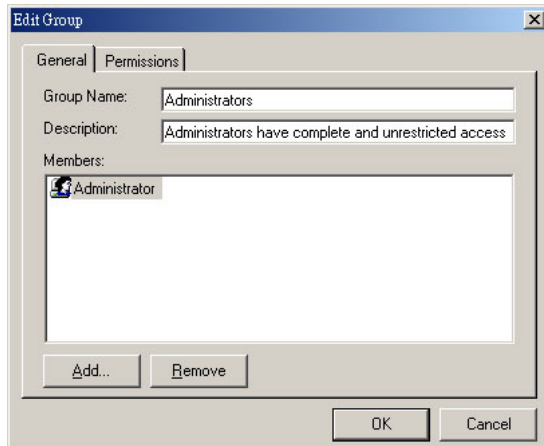 Edit Group
General Permissions
Group Name: Administrators
Description: Administrators have complete and unrestricted access
Members:
Administrator
Add... Remove
OK Cancel